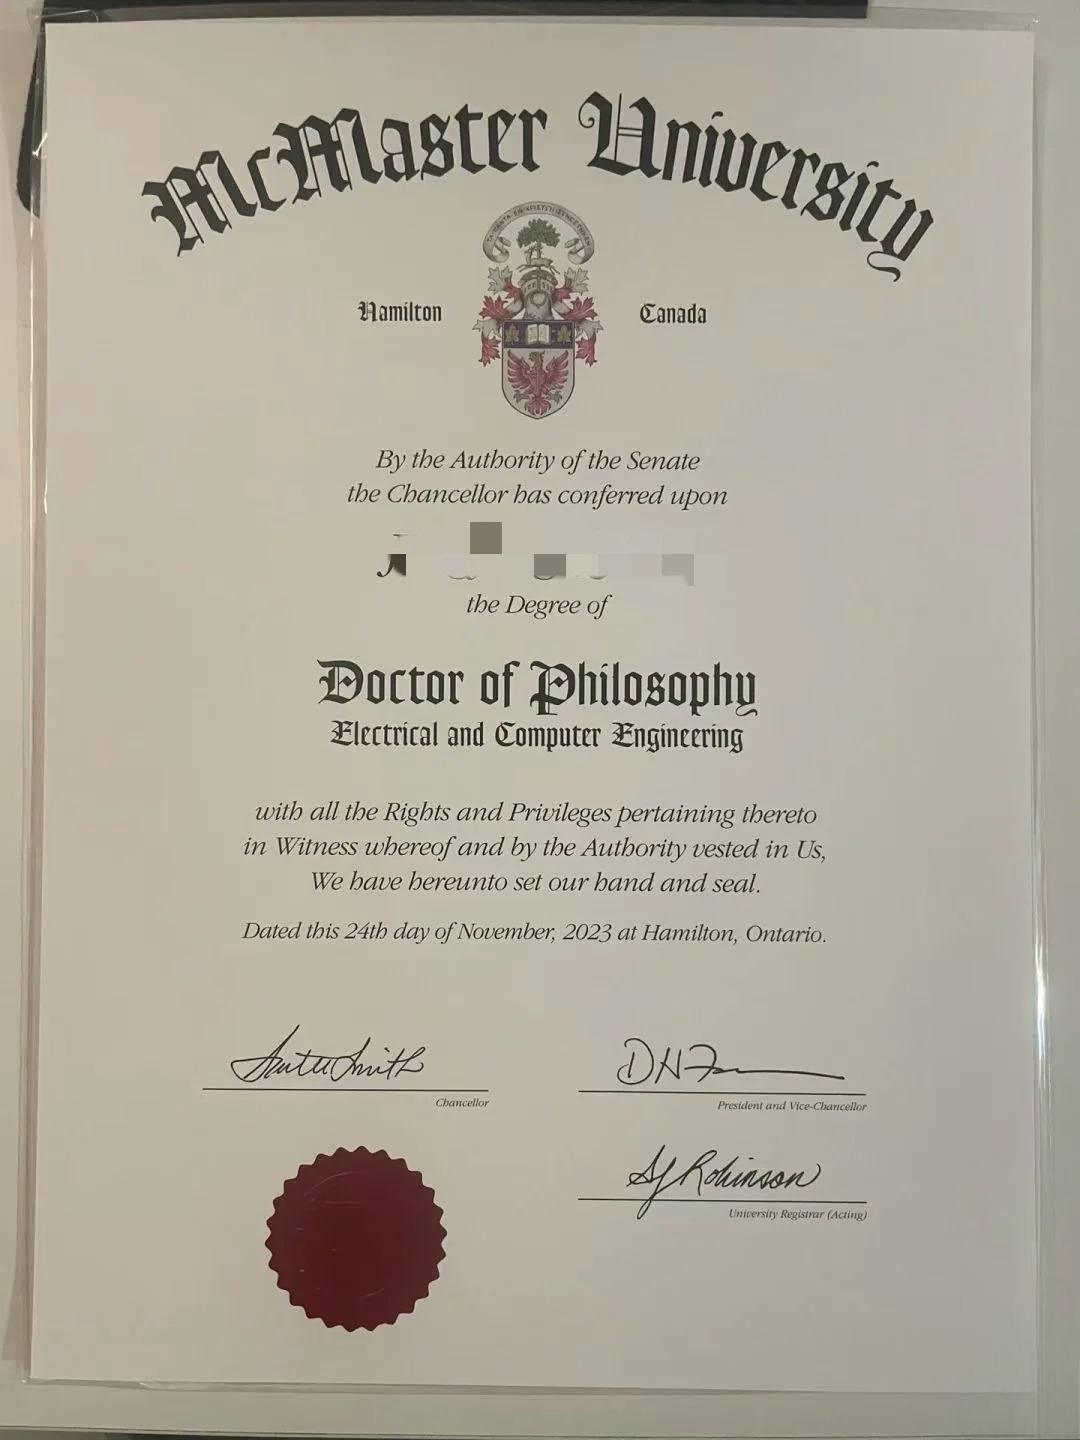 McMaster University
Hamilton Canada
By the Authority of the Senate
the Chancellor has conferred upon
the Degree of
Doctor of Philosophy
Electrical and Computer Engineering
with all the Rights and Privileges pertaining thereto
in Witness whereof and by the Authority vested in Us,
We have hereunto set our hand and seal.
Dated this 24th day of November, 2023 at Hamilton, Ontario.
Chancellor
President and Vice-Chancellor
SJ Robinson
University Registrar (Acting)